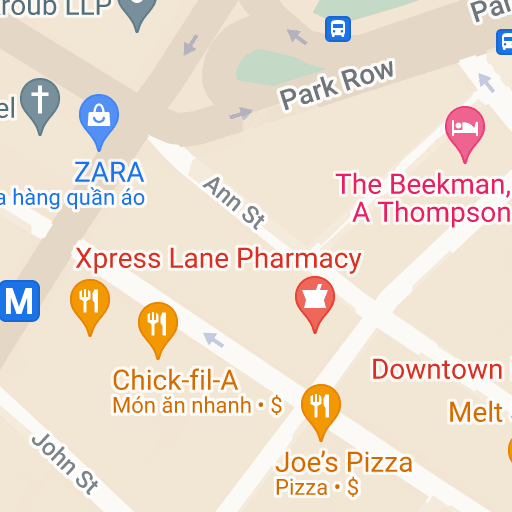 roub LLP
Park Row
el
ZARA
a hàng quần áo
Ann St
The Beekman,
A Thompson
Xpress Lane Pharmacy
M
Chick-fil-A
Món ăn nhanh • $
Downtown
Melt
Joe's Pizza
Pizza • $
John St